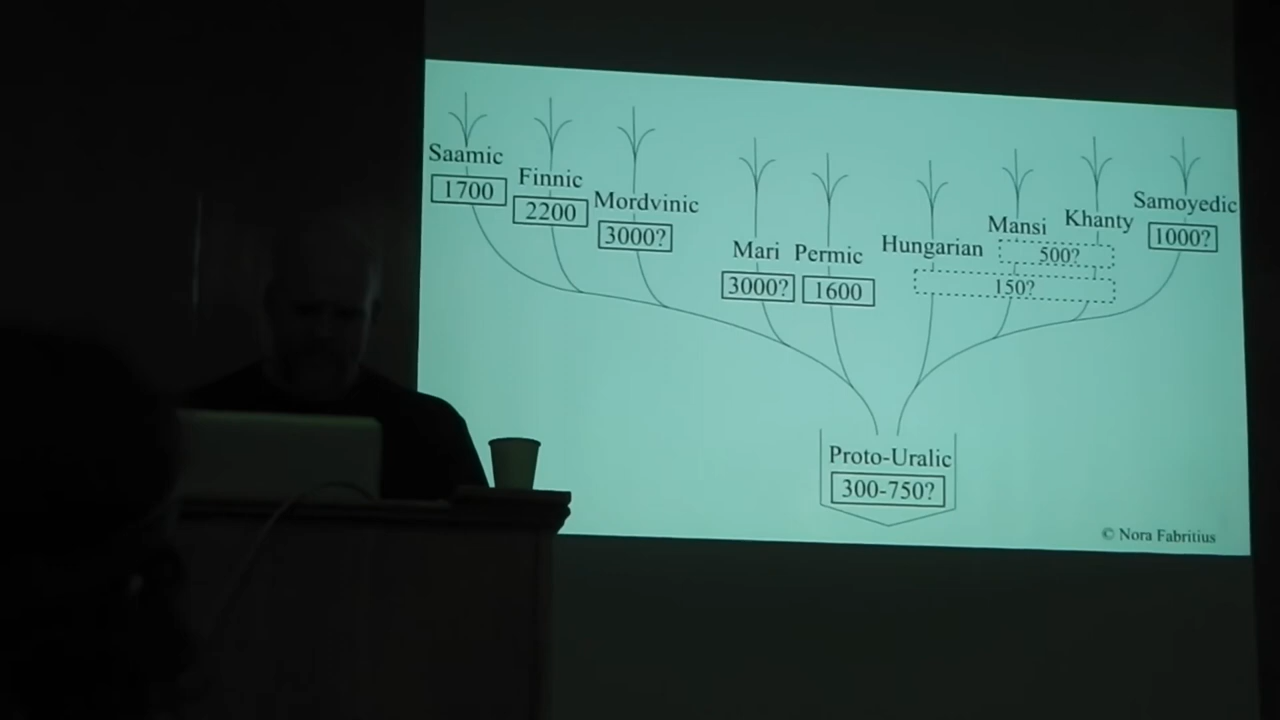 Saamic
1700
Finnic
2200
Mordvinic
3000?
Mari
3000?
Permic
1600
Hungarian
Mansi
Khanty
500?
150?
Samoyedic
1000?
Proto-Uralic
300-750?
© Nora Fabritius